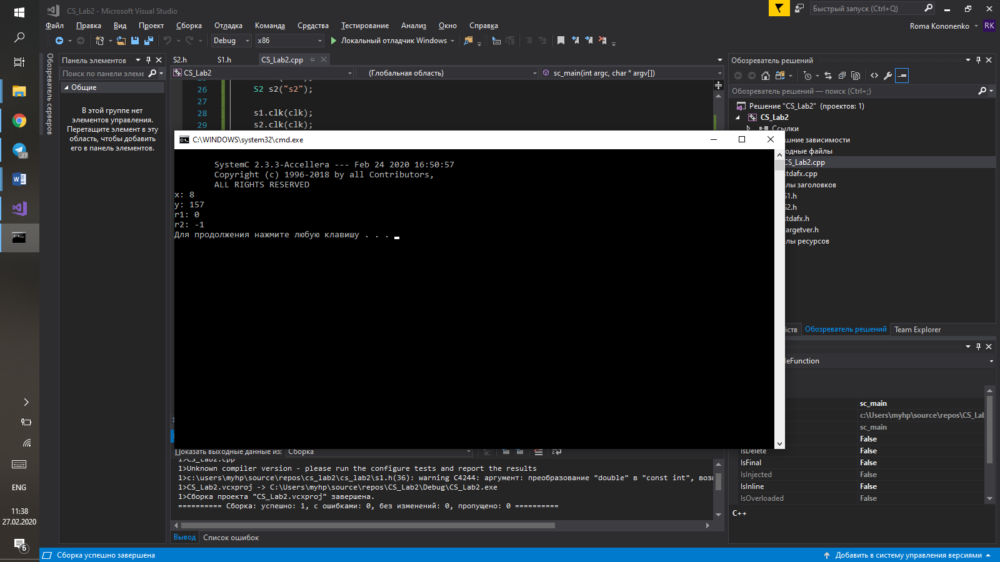 CS_Lab2 - Microsoft Visual Studio
Быстрый запуск (Ctrl+Q)
Файл Правка Вид Проект Сборка Отладка Команда Средства Тестирование Анализ Окно Справка
Roma Kononenko RK
Debug x86 Локальный отладчик Windows
Обозреватель серверов
Панель элементов
Поиск по панели элеме
Общие
В этой группе нет
элементов управления.
Перетащите элемент в эту
область, чтобы добавить
его в панель элементов.
S2.h S1.h CS_Lab2.cpp
CS_Lab2 (Глобальная область) sc_main(int argc, char * argv[])
26 S2 s2("s2");
27
28 s1.clk(clk);
29 s2.clk(clk);
C:\WINDOWS\system32\cmd.exe
SystemC 2.3.3-Accellera --- Feb 24 2020 16:50:57
Copyright (c) 1996-2018 by all Contributors,
ALL RIGHTS RESERVED
x: 8
y: 157
r1: 0
r2: -1
Для продолжения нажмите любую клавишу . . .
Обозреватель решений
Обозреватель решений — поиск (Ctrl+;)
Решение "CS_Lab2" (проектов: 1)
CS_Lab2
Ссылки
шние зависимости
одные файлы
CS_Lab2.cpp
stdafx.cpp
лы заголовков
S1.h
S2.h
stdafx.h
targetver.h
лы ресурсов
ств Обозреватель решений Team Explorer
eFunction
sc_main
c:\Users\myhp\source\repos\CS_Lab
sc_main
False
IsDelete False
IsFinal False
IsInjected False
IsInline False
IsOverloaded False
C++
Показать выходные данные из: Сборка
1>CS_Lab2.cpp
1>Unknown compiler version - please run the configure tests and report the results
1>c:\users\myhp\source\repos\cs_lab2\cs_lab2\s1.h(36): warning C4244: аргумент: преобразование "double" в "const int", возм
1>CS_Lab2.vcxproj -> C:\Users\myhp\source\repos\CS_Lab2\Debug\CS_Lab2.exe
1>Сборка проекта "CS_Lab2.vcxproj" завершена.
========== Сборка: успешно: 1, с ошибками: 0, без изменений: 0, пропущено: 0 ==========
Вывод Список ошибок
Сборка успешно завершена
Добавить в систему управления версиями
.27
ENG
11:38
27.02.2020
6